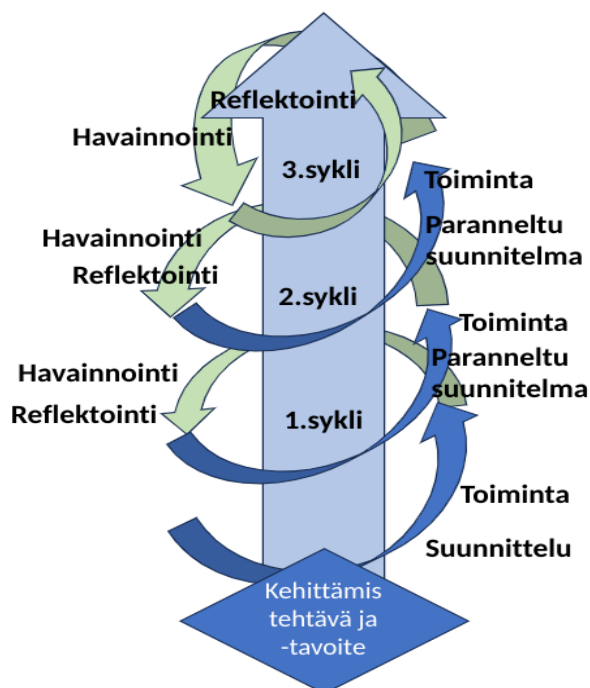 Reflektointi
Havainnointi
3.sykli
Toiminta
Paranneltu
suunnitelma
Havainnointi
Reflektointi
2.sykli
Toiminta
Paranneltu
suunnitelma
Havainnointi
Reflektointi
1.sykli
Toiminta
Suunnittelu
Kehittämis
tehtävä ja
-tavoite